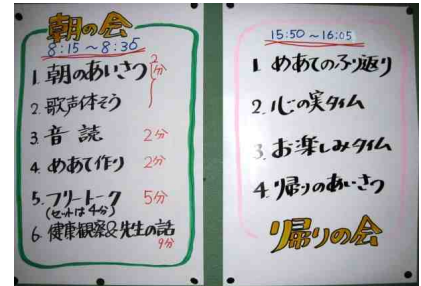 朝の会
8:15～8:35
1. 朝のあいさつ 2分
2. 歌声体そう
3. 音読 2分
4. めあて作り 2分
5. フリートーク 5分
(セットは4分)
6. 健康観察&先生の話
9分
15:50～16:05
1. めあてのふり返り
2. 心の実タイム
3. お楽しみタイム
4. 帰りのあいさつ
帰りの会